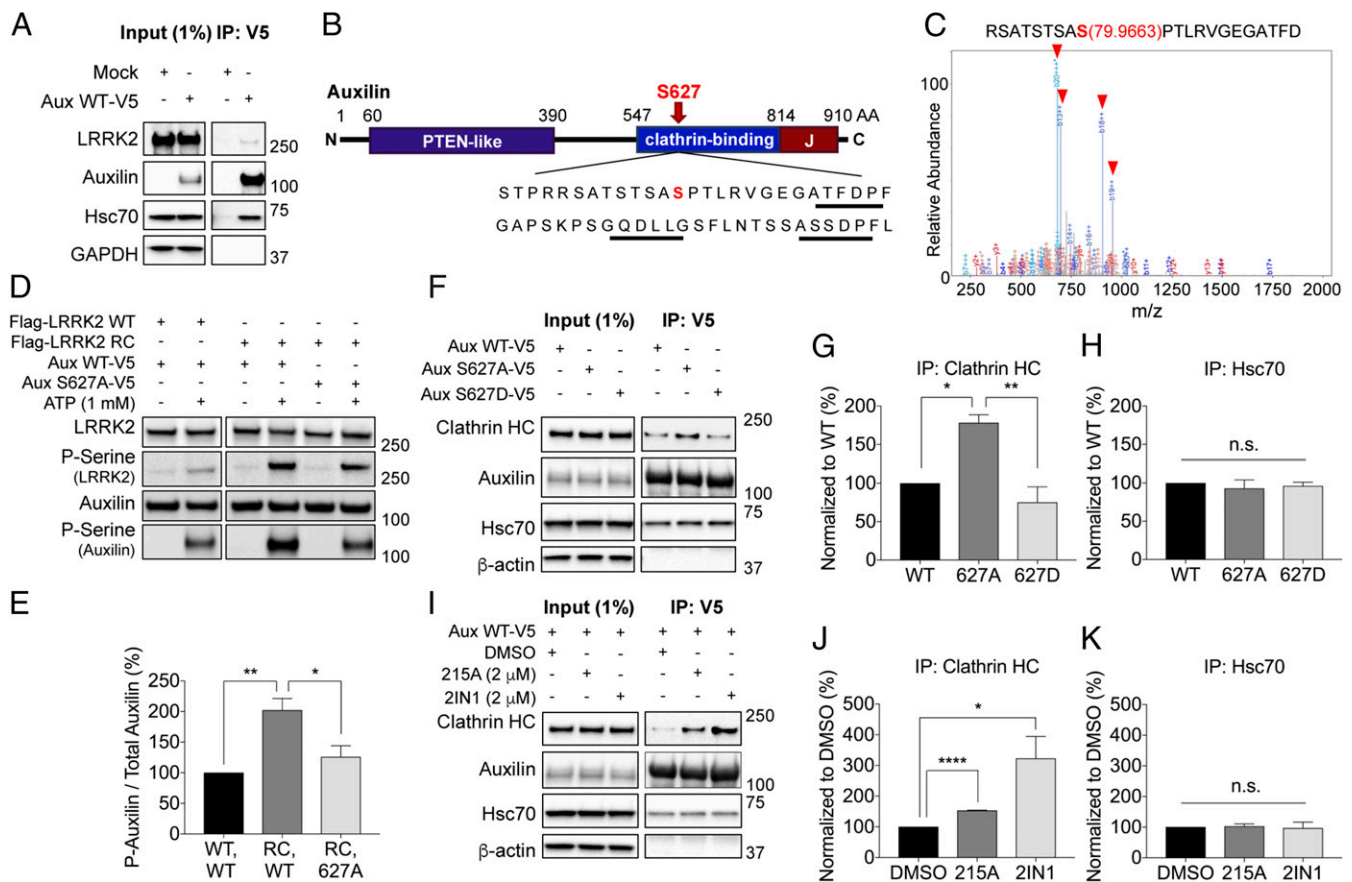 A
Input (1%) IP: V5
Mock + - + -
Aux WT-V5 - + - +
LRRK2 250
Auxilin 100
Hsc70 75
GAPDH 37
B
Auxilin S627
1 60 390 547 814 910 AA
N PTEN-like clathrin-binding J C
S T P R R S A T S T S A S P T L R V G E G A T F D P F
G A P S K P S G Q D L L G S F L N T S S A S S D P F L
C
RSATSTSAS(79.9663)PTLRVGEGATFD
Relative Abundance
100
0
250 500 750 1000 1250 1500 1750 2000
m/z
D
Flag-LRRK2 WT + + - - - -
Flag-LRRK2 RC - - + + + +
Aux WT-V5 + + + + - -
Aux S627A-V5 - - - - + +
ATP (1 mM) - + - + - +
LRRK2 250
P-Serine (LRRK2) 250
Auxilin 100
P-Serine (Auxilin) 100
E
P-Auxilin / Total Auxilin (%)
250
200
150
100
50
0
** *
WT, WT RC, WT RC, 627A
F
Input (1%) IP: V5
Aux WT-V5 + - - + - -
Aux S627A-V5 - + - - + -
Aux S627D-V5 - - + - - +
Clathrin HC 250
Auxilin 100
Hsc70 75
β-actin 37
G
IP: Clathrin HC
Normalized to WT (%)
200
150
100
50
0
* **
WT 627A 627D
H
IP: Hsc70
Normalized to WT (%)
200
150
100
50
0
n.s.
WT 627A 627D
I
Input (1%) IP: V5
Aux WT-V5 + + + + + +
DMSO + - - + - -
215A (2 μM) - + - - + -
2IN1 (2 μM) - - + - - +
Clathrin HC 250
Auxilin 100
Hsc70 75
β-actin 37
J
IP: Clathrin HC
Normalized to DMSO (%)
500
400
300
200
100
0
*
****
DMSO 215A 2IN1
K
IP: Hsc70
Normalized to DMSO (%)
500
400
300
200
100
0
n.s.
DMSO 215A 2IN1